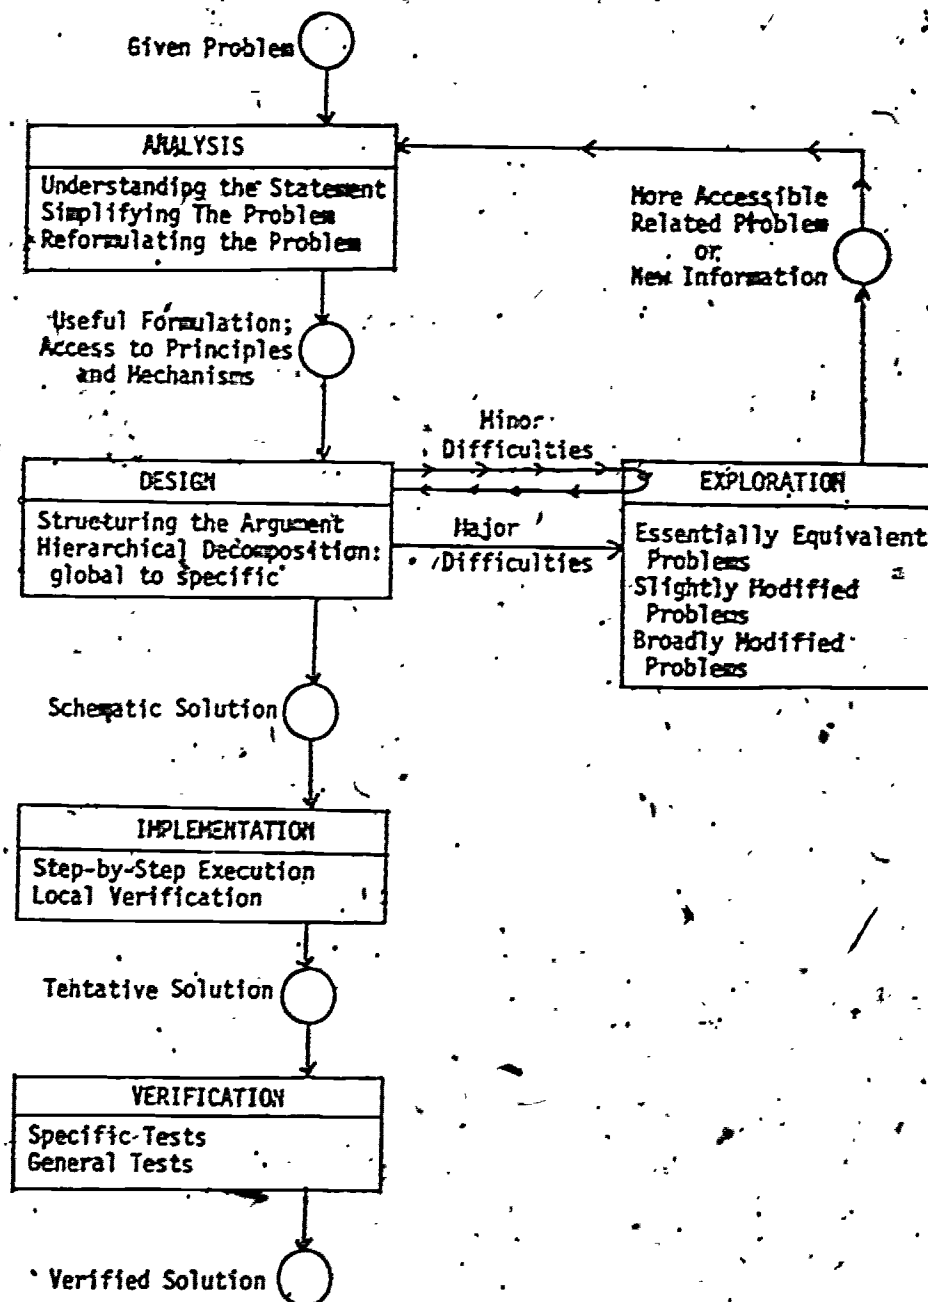 Given Problem
ANALYSIS
Understanding the Statement
Simplifying The Problem
Reformulating the Problem
More Accessible
Related Problem
or
New Information
Useful Formulation;
Access to Principles
and Mechanisms
Minor
Difficulties
DESIGN
Structuring the Argument
Hierarchical Decomposition:
global to specific
Major
Difficulties
EXPLORATION
Essentially Equivalent
Problems
Slightly Modified
Problems
Broadly Modified
Problems
Schematic Solution
IMPLEMENTATION
Step-by-Step Execution
Local Verification
Tentative Solution
VERIFICATION
Specific Tests
General Tests
Verified Solution